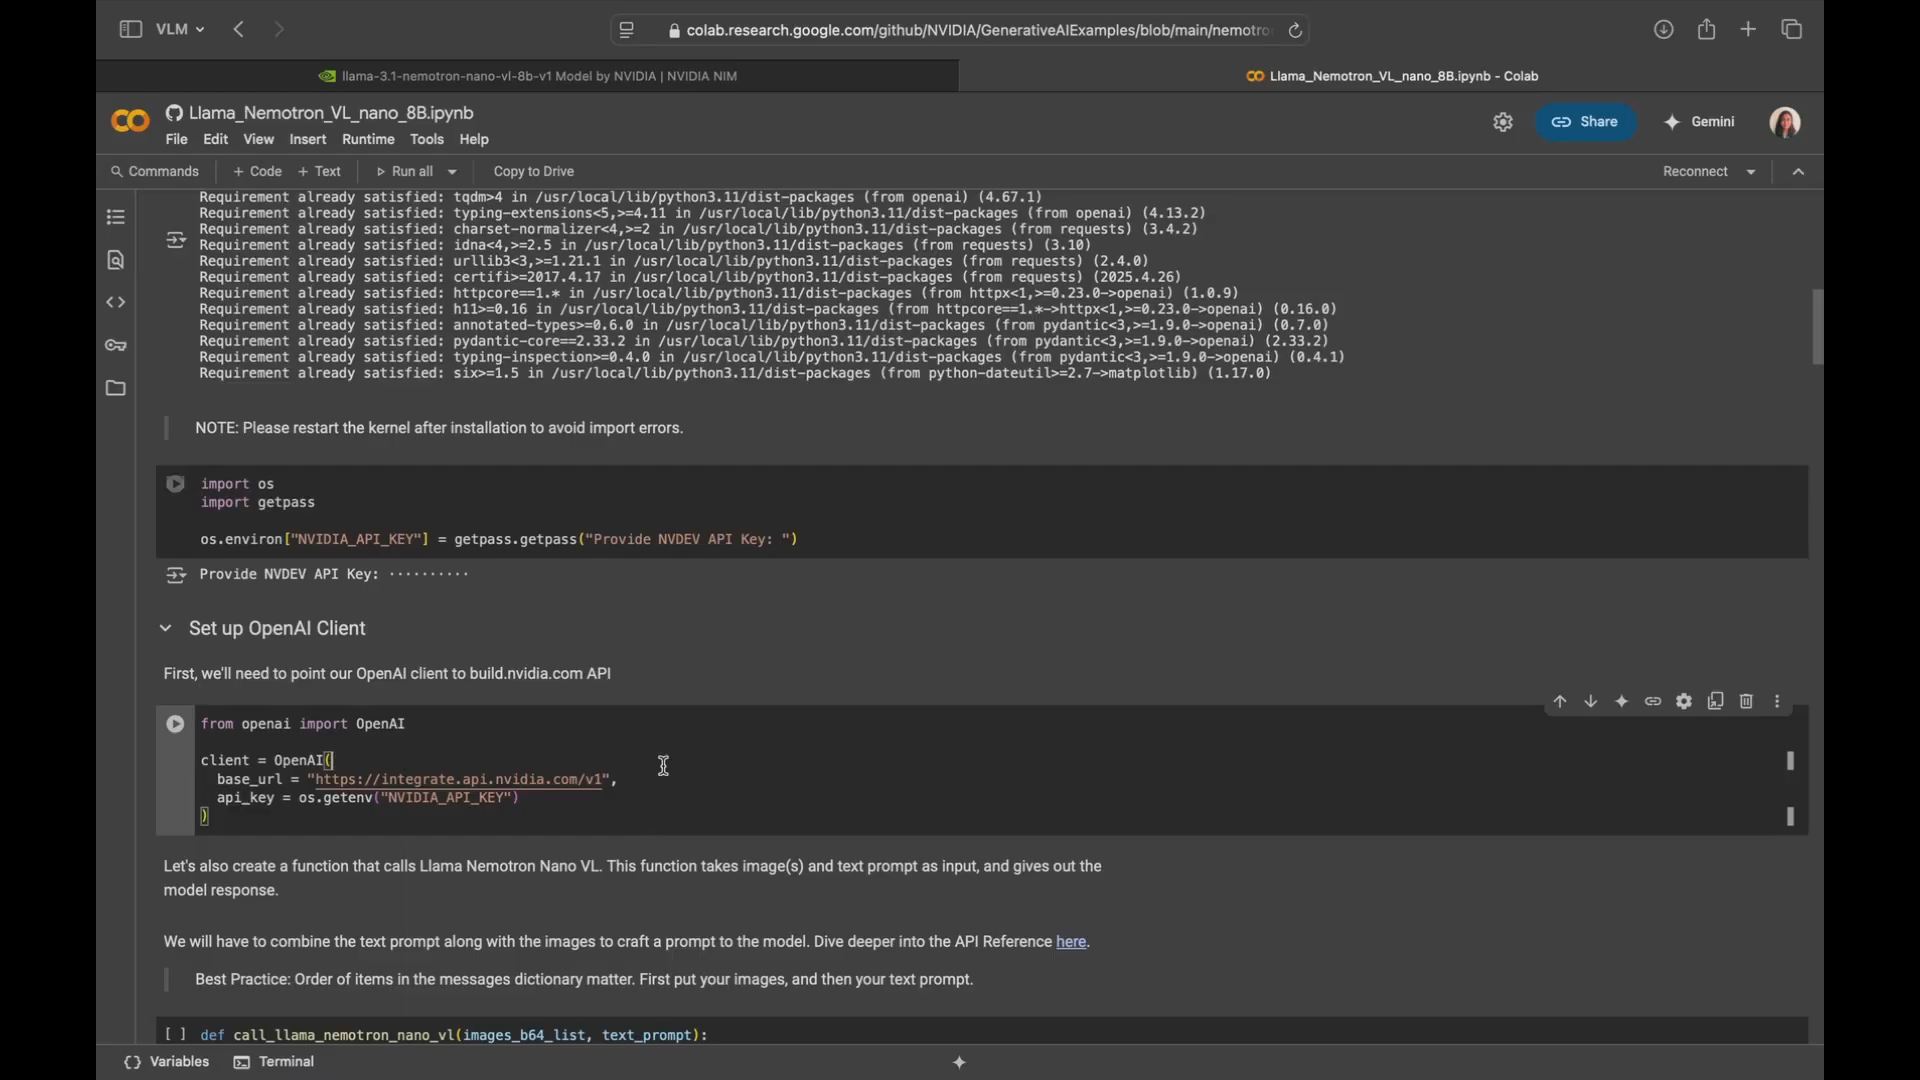 VLM
colab.research.google.com/github/NVIDIA/GenerativeAIExamples/blob/main/nemotro
llama-3.1-nemotron-nano-vl-8b-v1 Model by NVIDIA | NVIDIA NIM
Llama_Nemotron_VL_nano_8B.ipynb - Colab
Llama_Nemotron_VL_nano_8B.ipynb
File Edit View Insert Runtime Tools Help
Share
Gemini
Commands + Code + Text Run all Copy to Drive
Reconnect
Requirement already satisfied: tqdm>4 in /usr/local/lib/python3.11/dist-packages (from openai) (4.67.1)
Requirement already satisfied: typing-extensions<5,>=4.11 in /usr/local/lib/python3.11/dist-packages (from openai) (4.13.2)
Requirement already satisfied: charset-normalizer<4,>=2 in /usr/local/lib/python3.11/dist-packages (from requests) (3.4.2)
Requirement already satisfied: idna<4,>=2.5 in /usr/local/lib/python3.11/dist-packages (from requests) (3.10)
Requirement already satisfied: urllib3<3,>=1.21.1 in /usr/local/lib/python3.11/dist-packages (from requests) (2.4.0)
Requirement already satisfied: certifi>=2017.4.17 in /usr/local/lib/python3.11/dist-packages (from requests) (2025.4.26)
Requirement already satisfied: httpcore==1.* in /usr/local/lib/python3.11/dist-packages (from httpx<1,>=0.23.0->openai) (1.0.9)
Requirement already satisfied: h11>=0.16 in /usr/local/lib/python3.11/dist-packages (from httpcore==1.*->httpx<1,>=0.23.0->openai) (0.16.0)
Requirement already satisfied: annotated-types>=0.6.0 in /usr/local/lib/python3.11/dist-packages (from pydantic<3,>=1.9.0->openai) (0.7.0)
Requirement already satisfied: pydantic-core==2.33.2 in /usr/local/lib/python3.11/dist-packages (from pydantic<3,>=1.9.0->openai) (2.33.2)
Requirement already satisfied: typing-inspection>=0.4.0 in /usr/local/lib/python3.11/dist-packages (from pydantic<3,>=1.9.0->openai) (0.4.1)
Requirement already satisfied: six>=1.5 in /usr/local/lib/python3.11/dist-packages (from python-dateutil>=2.7->matplotlib) (1.17.0)
NOTE: Please restart the kernel after installation to avoid import errors.
import os
import getpass
os.environ["NVIDIA_API_KEY"] = getpass.getpass("Provide NVDEV API Key: ")
Provide NVDEV API Key: ··········
Set up OpenAI Client
First, we'll need to point our OpenAI client to build.nvidia.com API
from openai import OpenAI
client = OpenAI(
base_url = "https://integrate.api.nvidia.com/v1",
api_key = os.getenv("NVIDIA_API_KEY")
)
Let's also create a function that calls Llama Nemotron Nano VL. This function takes image(s) and text prompt as input, and gives out the
model response.
We will have to combine the text prompt along with the images to craft a prompt to the model. Dive deeper into the API Reference here.
Best Practice: Order of items in the messages dictionary matter. First put your images, and then your text prompt.
[ ] def call_llama_nemotron_nano_vl(images_b64_list, text_prompt):
{} Variables Terminal